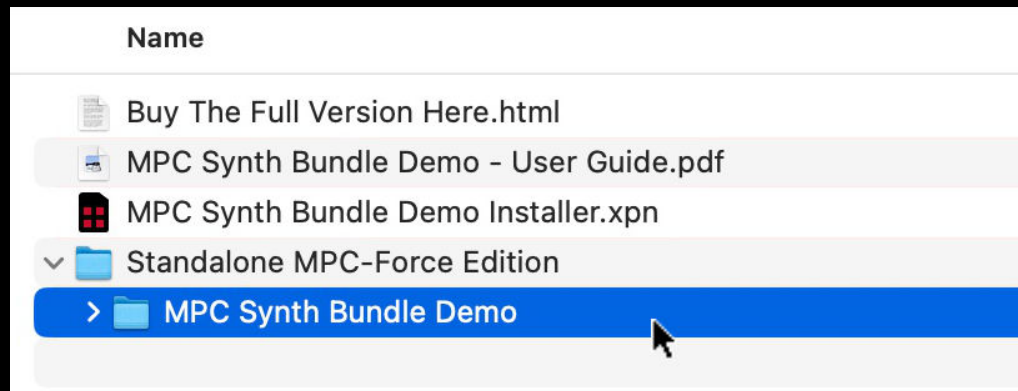 Name
Buy The Full Version Here.html
MPC Synth Bundle Demo - User Guide.pdf
MPC Synth Bundle Demo Installer.xpn
Standalone MPC-Force Edition
MPC Synth Bundle Demo